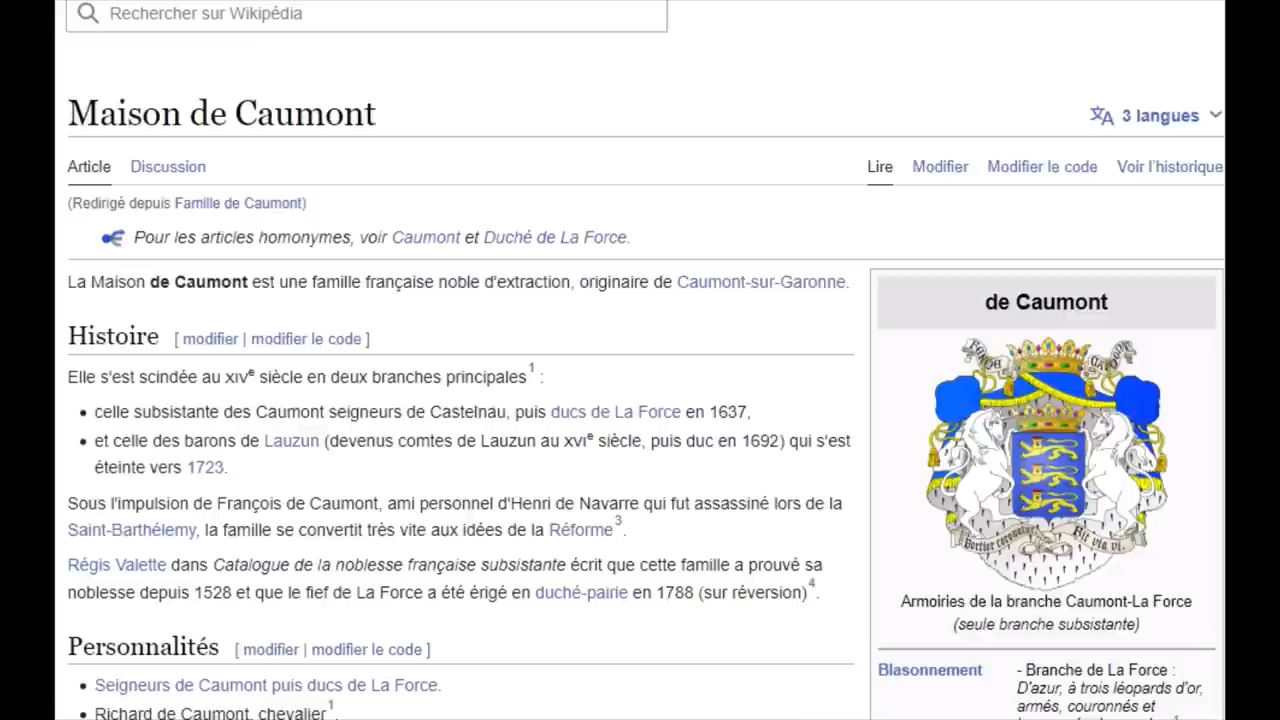 Rechercher sur Wikipédia
Maison de Caumont
3 langues
Article Discussion
Lire Modifier Modifier le code Voir l'historique
(Redirigé depuis Famille de Caumont)
Pour les articles homonymes, voir Caumont et Duché de La Force.
La Maison de Caumont est une famille française noble d'extraction, originaire de Caumont-sur-Garonne.
Histoire [ modifier | modifier le code ]
Elle s'est scindée au XIVe siècle en deux branches principales1 :
• celle subsistante des Caumont seigneurs de Castelnau, puis ducs de La Force en 1637,
• et celle des barons de Lauzun (devenus comtes de Lauzun au XVIe siècle, puis duc en 1692) qui s'est
éteinte vers 1723.
Sous l'impulsion de François de Caumont, ami personnel d'Henri de Navarre qui fut assassiné lors de la
Saint-Barthélemy, la famille se convertit très vite aux idées de la Réforme3.
Régis Valette dans Catalogue de la noblesse française subsistante écrit que cette famille a prouvé sa
noblesse depuis 1528 et que le fief de La Force a été érigé en duché-pairie en 1788 (sur réversion)4.
Personnalités [ modifier | modifier le code ]
• Seigneurs de Caumont puis ducs de La Force.
• Richard de Caumont, chevalier1.
de Caumont
Armoiries de la branche Caumont-La Force
(seule branche subsistante)
Blasonnement
- Branche de La Force :
D'azur, à trois léopards d'or,
armés, couronnés et